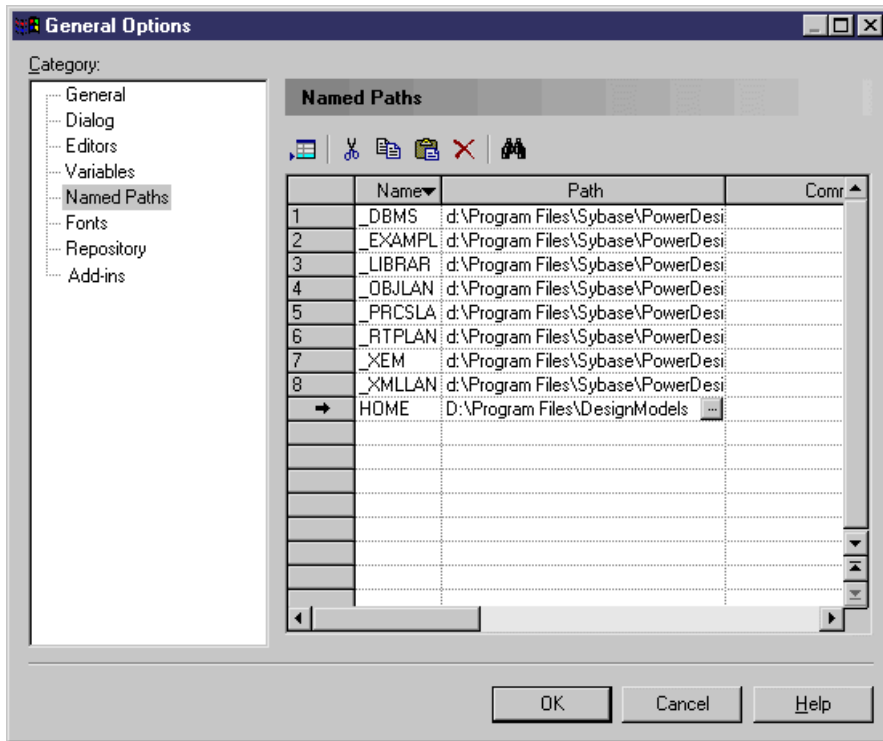 General Options
Category:
General
Dialog
Editors
Variables
Named Paths
Fonts
Repository
Add-ins
Named Paths
Name Path Comr
1 _DBMS d:\Program Files\Sybase\PowerDesi
2 _EXAMPL d:\Program Files\Sybase\PowerDesi
3 _LIBRAR d:\Program Files\Sybase\PowerDesi
4 _OBJLAN d:\Program Files\Sybase\PowerDesi
5 _PRCSLA d:\Program Files\Sybase\PowerDesi
6 _RTPLAN d:\Program Files\Sybase\PowerDesi
7 _XEM d:\Program Files\Sybase\PowerDesi
8 _XMLLAN d:\Program Files\Sybase\PowerDesi
HOME D:\Program Files\DesignModels ...
OK Cancel Help